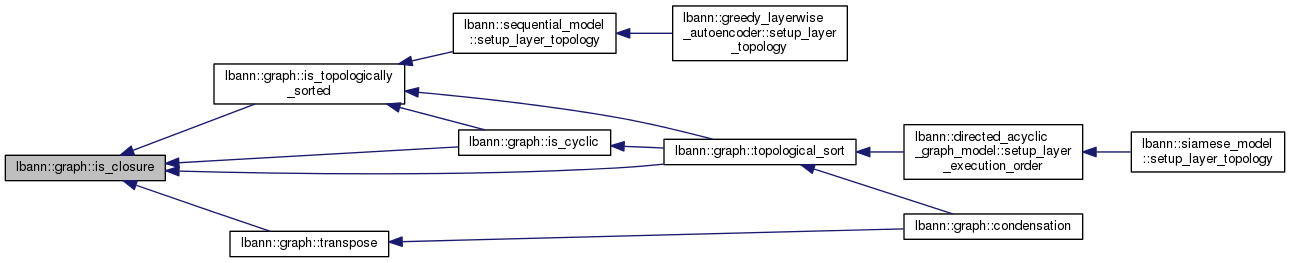 lbann::graph::is_closure
lbann::graph::is_topologically
_sorted
lbann::sequential_model
::setup_layer_topology
lbann::greedy_layerwise
_autoencoder::setup_layer
_topology
lbann::graph::is_cyclic
lbann::graph::topological_sort
lbann::directed_acyclic
_graph_model::setup_layer
_execution_order
lbann::siamese_model
::setup_layer_topology
lbann::graph::transpose
lbann::graph::condensation